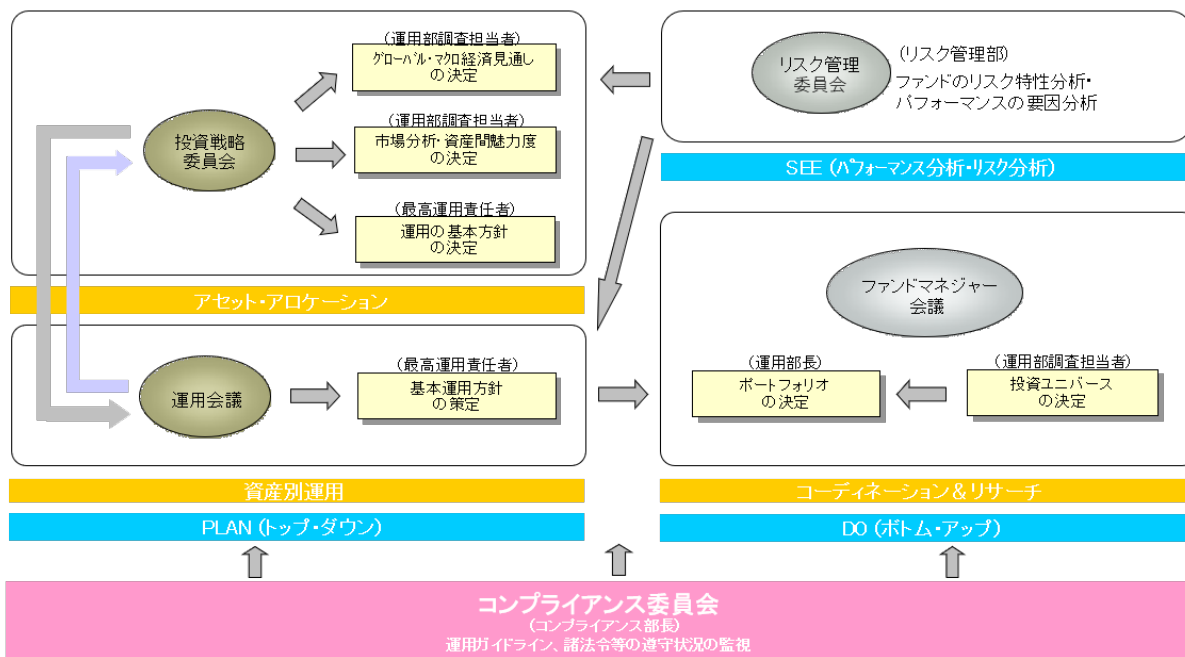 (運用部調査担当者)
グローバル・マクロ経済見通し
の決定
投資戦略
委員会
(運用部調査担当者)
市場分析・資産間魅力度
の決定
(最高運用責任者)
運用の基本方針
の決定
アセット・アロケーション
運用会議
(最高運用責任者)
基本運用方針
の策定
資産別運用
PLAN (トップ・ダウン)
リスク管理
委員会
(リスク管理部)
ファンドのリスク特性分析・
パフォーマンスの要因分析
SEE (パフォーマンス分析・リスク分析)
ファンドマネジャー
会議
(運用部長)
ポートフォリオ
の決定
(運用部調査担当者)
投資ユニバース
の決定
コーディネーション&リサーチ
DO (ボトム・アップ)
コンプライアンス委員会
(コンプライアンス部長)
運用ガイドライン、諸法令等の遵守状況の監視